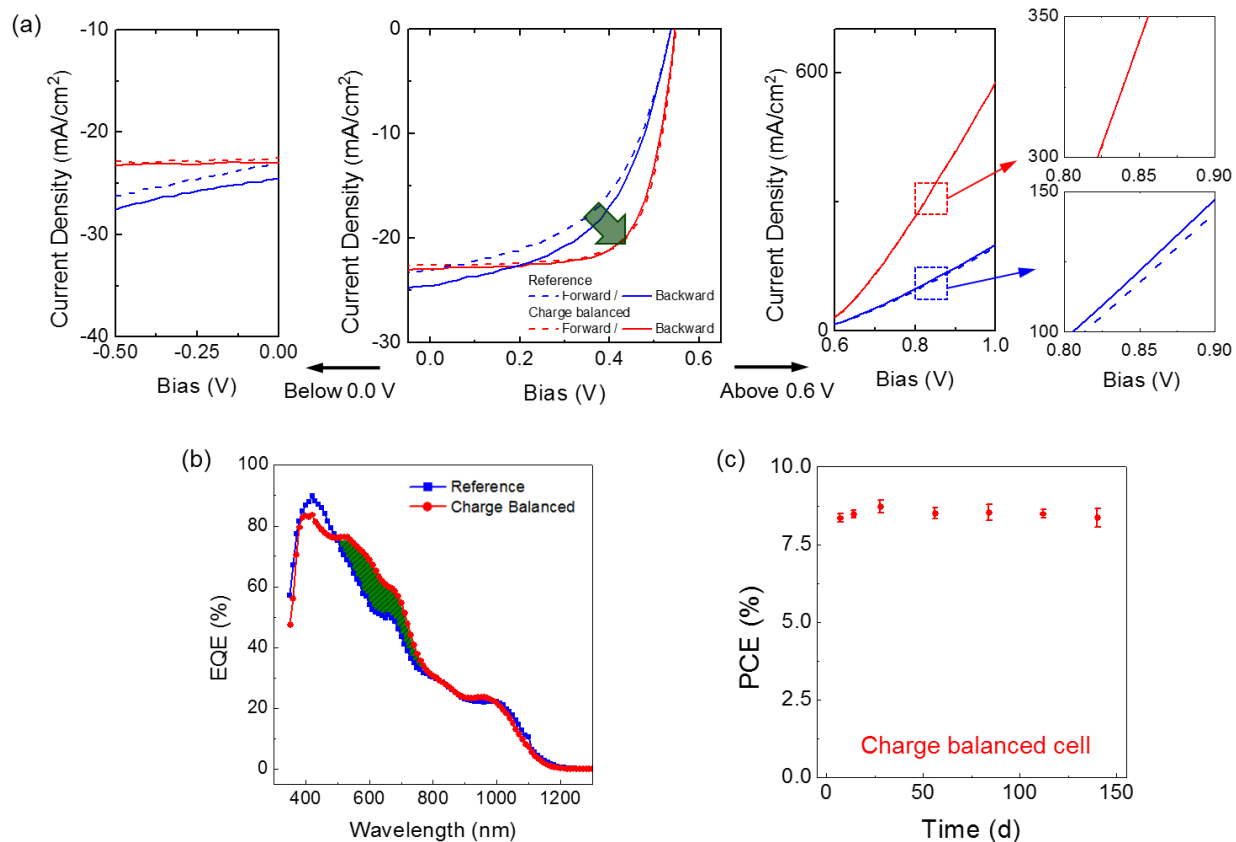 (a)
Current Density (mA/cm²)
-10
-20
-30
-40
-0.50
-0.25
0.00
Bias (V)
Below 0.0 V
Current Density (mA/cm²)
0
-10
-20
-30
0.0
0.2
0.4
0.6
Bias (V)
Reference
Forward / Backward
Charge balanced
Forward / Backward
Above 0.6 V
Current Density (mA/cm²)
600
0
0.6
0.8
1.0
Bias (V)
350
300
0.80
0.85
0.90
150
100
0.80
0.85
0.90
Bias (V)
(b)
EQE (%)
100
80
60
40
20
0
400
600
800
1000
1200
Wavelength (nm)
Reference
Charge Balanced
(c)
PCE (%)
10.0
7.5
5.0
2.5
0.0
0
50
100
150
Time (d)
Charge balanced cell